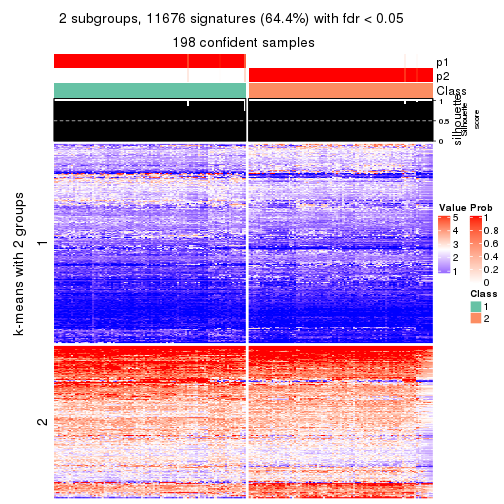 2 subgroups, 11676 signatures (64.4%) with fdr < 0.05
198 confident samples
p1
p2
Class
1
0.5
0
silhouette
Silhouette
score
k-means with 2 groups
1
2
Value
5
4
3
2
1
Prob
1
0.8
0.6
0.4
0.2
0
Class
1
2